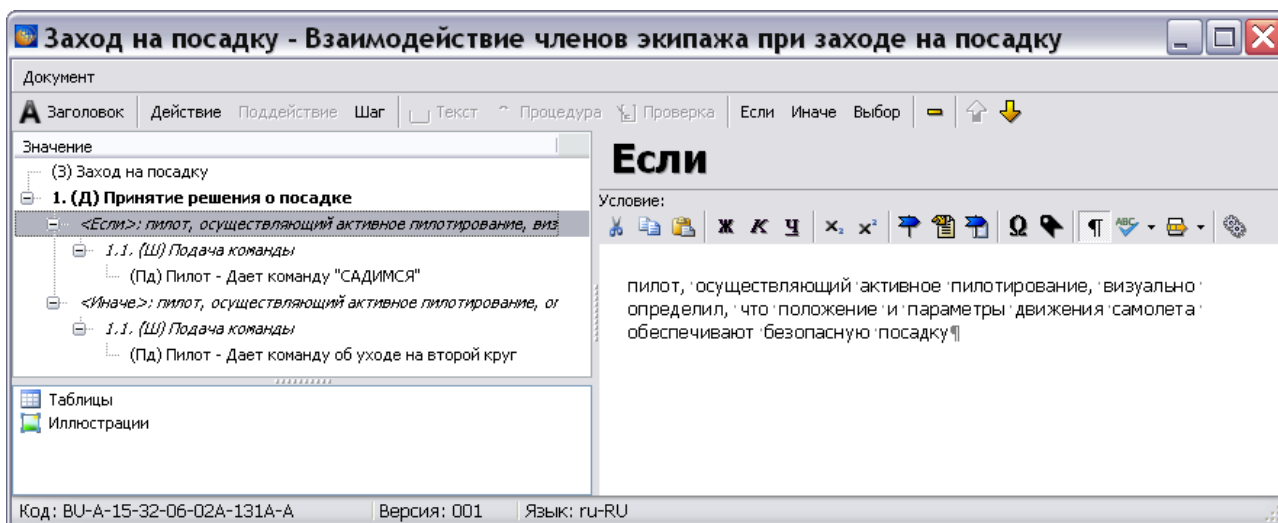 Заход на посадку - Взаимодействие членов экипажа при заходе на посадку
Документ
A Заголовок Действие Поддействие Шаг Текст Процедура Проверка Если Иначе Выбор
Значение
(З) Заход на посадку
1. (Д) Принятие решения о посадке
<Если>: пилот, осуществляющий активное пилотирование, виз
1.1. (Ш) Подача команды
(Пд) Пилот - Дает команду "САДИМСЯ"
<Иначе>: пилот, осуществляющий активное пилотирование, ог
1.1. (Ш) Подача команды
(Пд) Пилот - Дает команду об уходе на второй круг
Таблицы
Иллюстрации
Если
Условие:
Ж К Ч x₂ x² Ω ¶ ABC
пилот, осуществляющий активное пилотирование, визуально
определил, что положение и параметры движения самолета
обеспечивают безопасную посадку¶
Код: BU-A-15-32-06-02A-131A-A Версия: 001 Язык: ru-RU